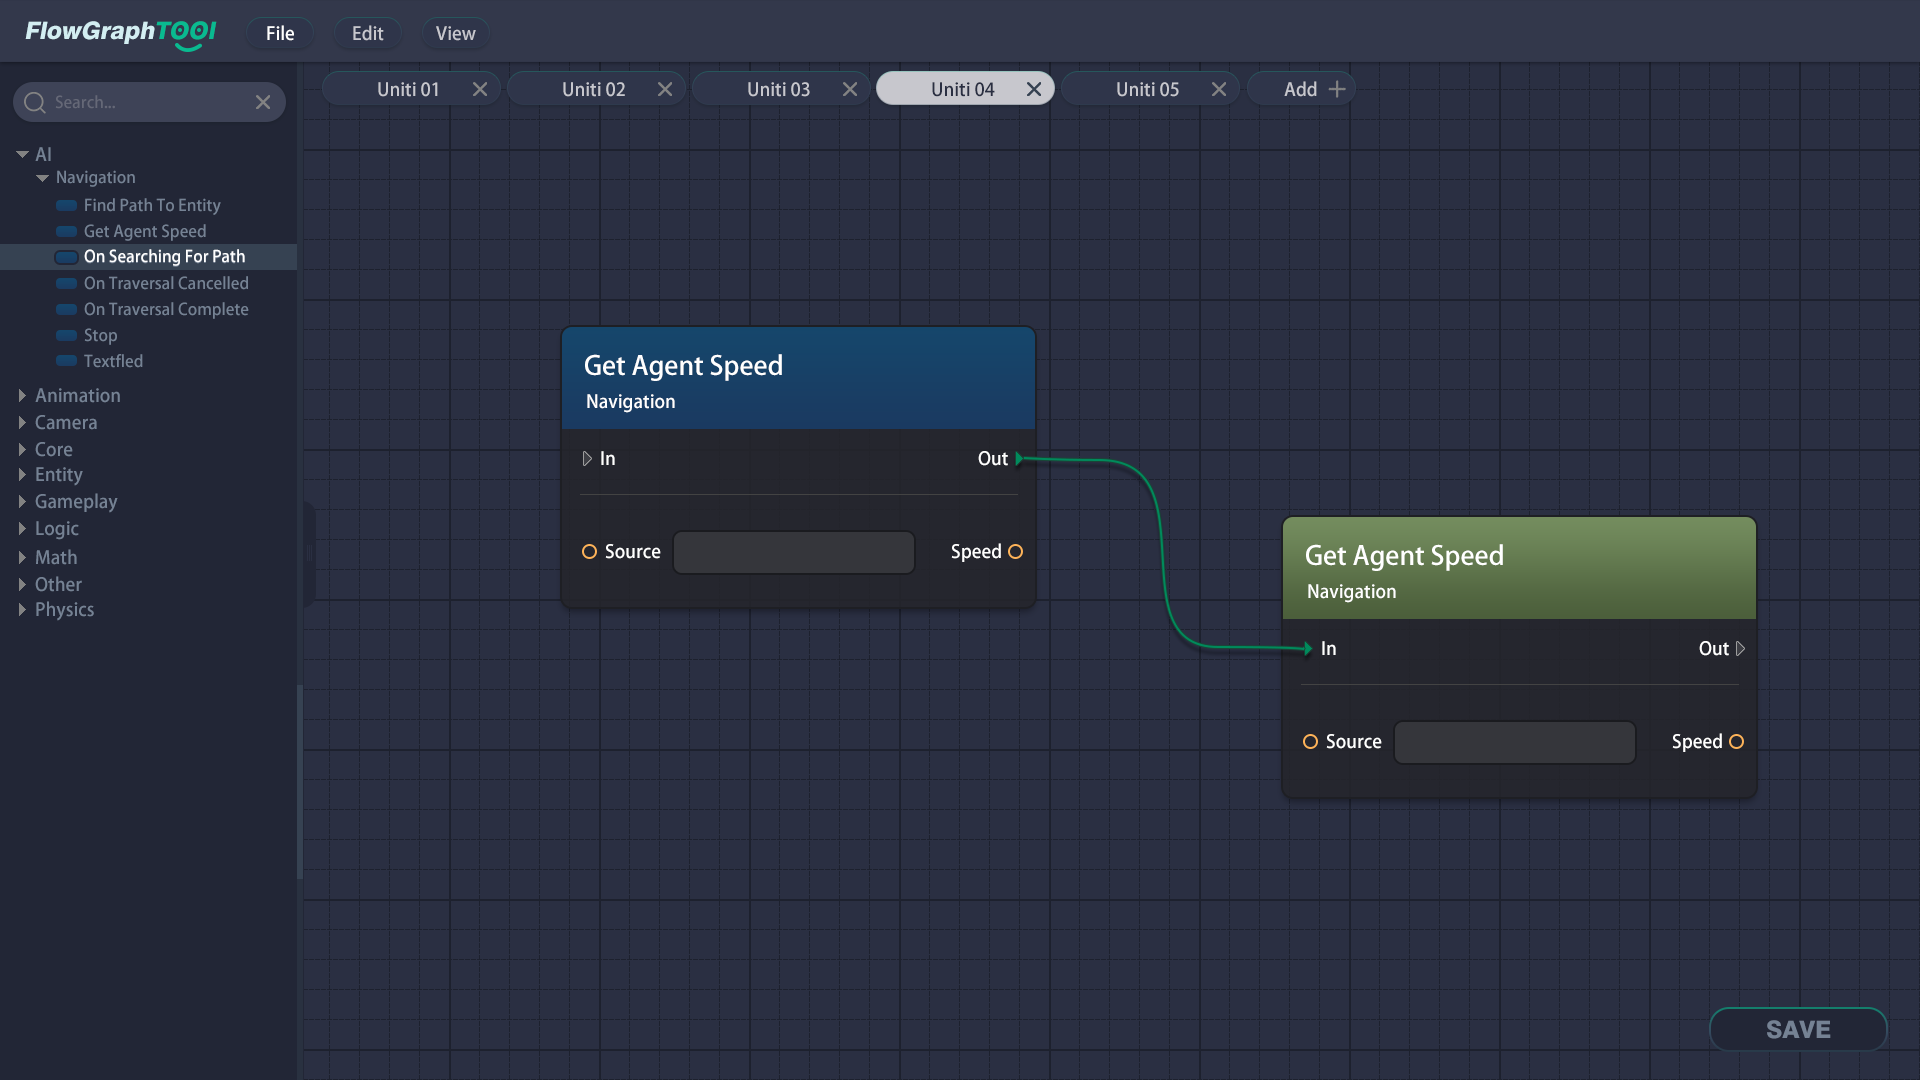 FlowGraphTOOl
File
Edit
View
Search...
Uniti 01
Uniti 02
Uniti 03
Uniti 04
Uniti 05
Add
AI
Navigation
Find Path To Entity
Get Agent Speed
On Searching For Path
On Traversal Cancelled
On Traversal Complete
Stop
Textfled
Animation
Camera
Core
Entity
Gameplay
Logic
Math
Other
Physics
Get Agent Speed
Navigation
In
Out
Source
Speed
Get Agent Speed
Navigation
In
Out
Source
Speed
SAVE